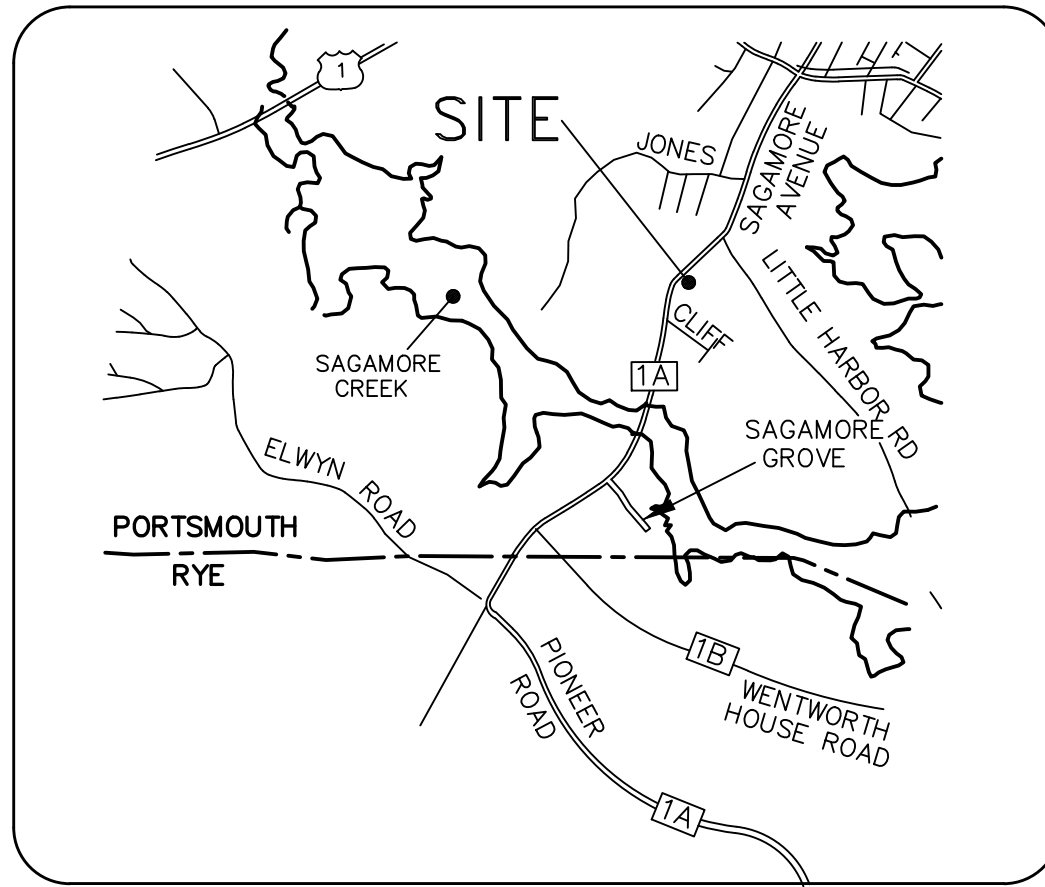 1
SITE
JONES
SAGAMORE
AVENUE
LITTLE HARBOR RD
CLIFF
1A
SAGAMORE
CREEK
SAGAMORE
GROVE
ELWYN ROAD
PORTSMOUTH
RYE
1B
PIONEER
ROAD
WENTWORTH
HOUSE ROAD
1A